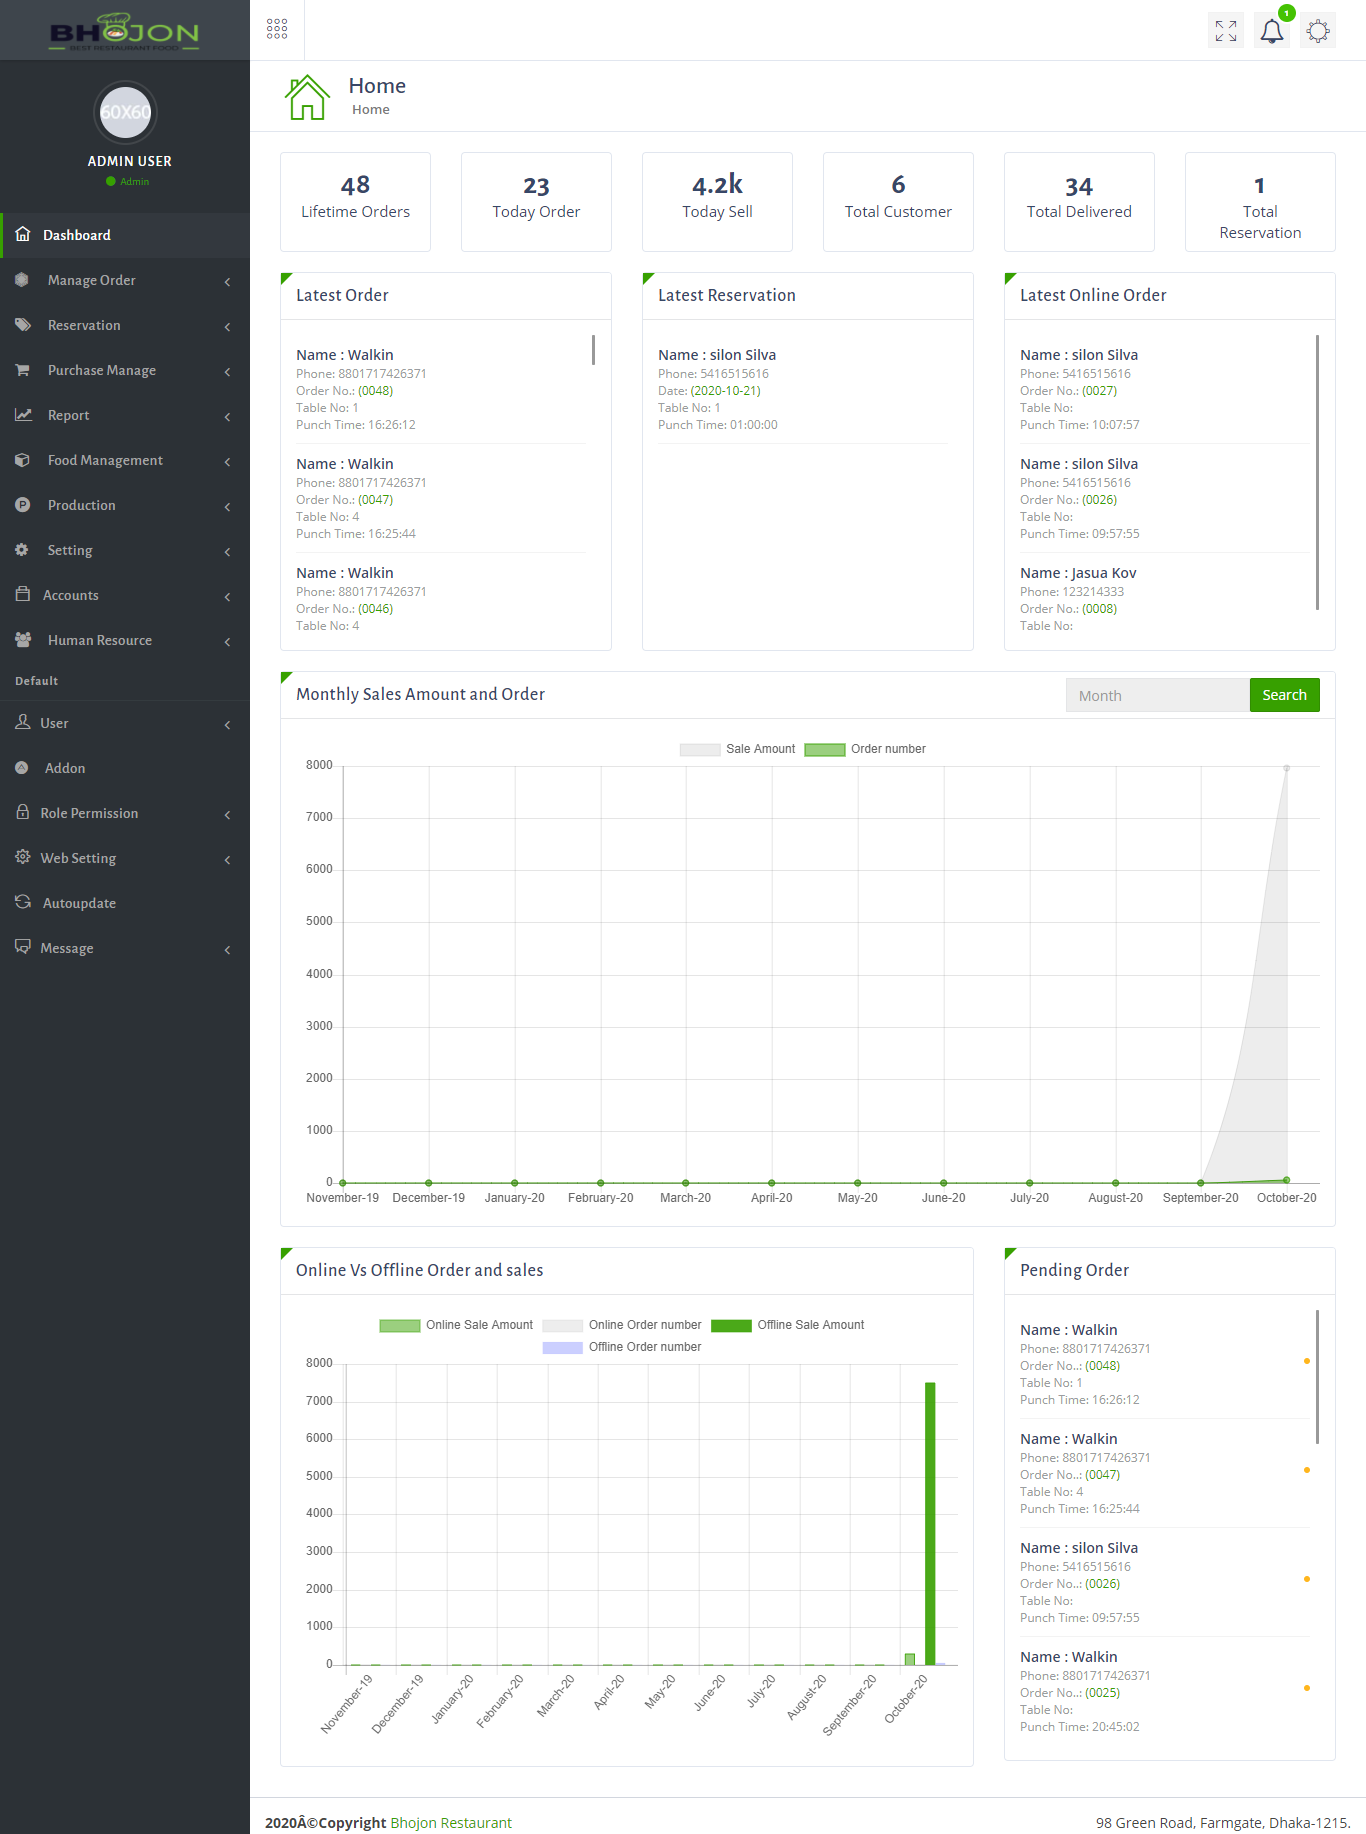 BHOJON
BEST RESTAURANT FOOD
1
60X60
ADMIN USER
Admin
Dashboard
Manage Order
Reservation
Purchase Manage
Report
Food Management
Production
Setting
Accounts
Human Resource
Default
User
Addon
Role Permission
Web Setting
Autoupdate
Message
Home
Home
48
Lifetime Orders
23
Today Order
4.2k
Today Sell
6
Total Customer
34
Total Delivered
1
Total
Reservation
Latest Order
Name : Walkin
Phone: 8801717426371
Order No.: (0048)
Table No: 1
Punch Time: 16:26:12
Name : Walkin
Phone: 8801717426371
Order No.: (0047)
Table No: 4
Punch Time: 16:25:44
Name : Walkin
Phone: 8801717426371
Order No.: (0046)
Table No: 4
Latest Reservation
Name : silon Silva
Phone: 5416515616
Date: (2020-10-21)
Table No: 1
Punch Time: 01:00:00
Latest Online Order
Name : silon Silva
Phone: 5416515616
Order No.: (0027)
Table No:
Punch Time: 10:07:57
Name : silon Silva
Phone: 5416515616
Order No.: (0026)
Table No:
Punch Time: 09:57:55
Name : Jasua Kov
Phone: 123214333
Order No.: (0008)
Table No:
Monthly Sales Amount and Order
Month
Search
Sale Amount Order number
8000
7000
6000
5000
4000
3000
2000
1000
0
November-19 December-19 January-20 February-20 March-20 April-20 May-20 June-20 July-20 August-20 September-20 October-20
Online Vs Offline Order and sales
Online Sale Amount Online Order number Offline Sale Amount
Offline Order number
8000
7000
6000
5000
4000
3000
2000
1000
0
November-19 December-19 January-20 February-20 March-20 April-20 May-20 June-20 July-20 August-20 September-20 October-20
Pending Order
Name : Walkin
Phone: 8801717426371
Order No..: (0048)
Table No: 1
Punch Time: 16:26:12
Name : Walkin
Phone: 8801717426371
Order No..: (0047)
Table No: 4
Punch Time: 16:25:44
Name : silon Silva
Phone: 5416515616
Order No..: (0026)
Table No:
Punch Time: 09:57:55
Name : Walkin
Phone: 8801717426371
Order No..: (0025)
Table No:
Punch Time: 20:45:02
2020Â©Copyright Bhojon Restaurant
98 Green Road, Farmgate, Dhaka-1215.